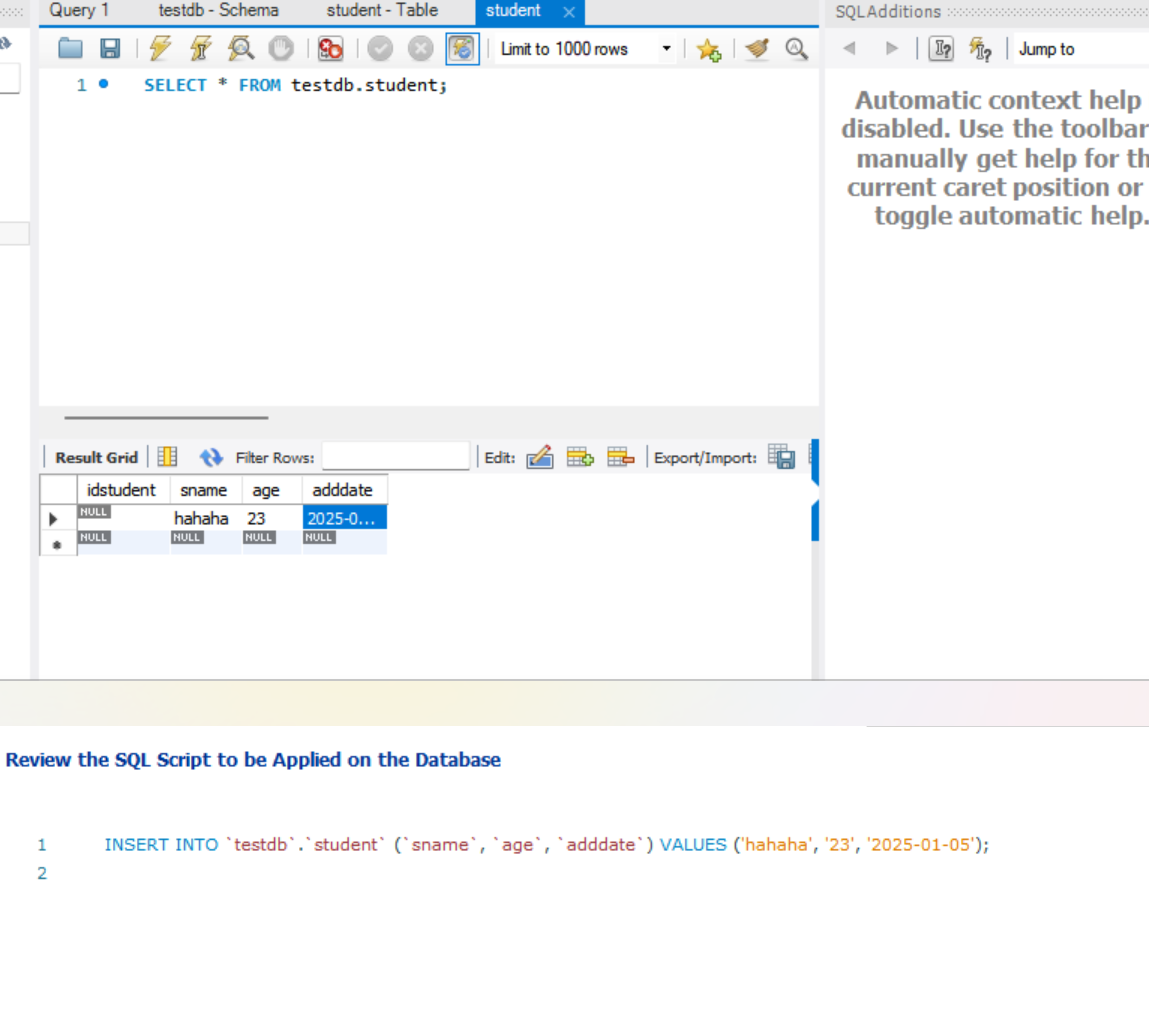 Query 1 testdb - Schema student - Table student
SQLAdditions
Limit to 1000 rows
Jump to
1 SELECT * FROM testdb.student;
Automatic context help
disabled. Use the toolbar
manually get help for th
current caret position or
toggle automatic help.
Result Grid Filter Rows: Edit: Export/Import:
idstudent sname age adddate
NULL hahaha 23 2025-0...
NULL NULL NULL NULL
Review the SQL Script to be Applied on the Database
1 INSERT INTO `testdb`.`student` (`sname`, `age`, `adddate`) VALUES ('hahaha', '23', '2025-01-05');
2